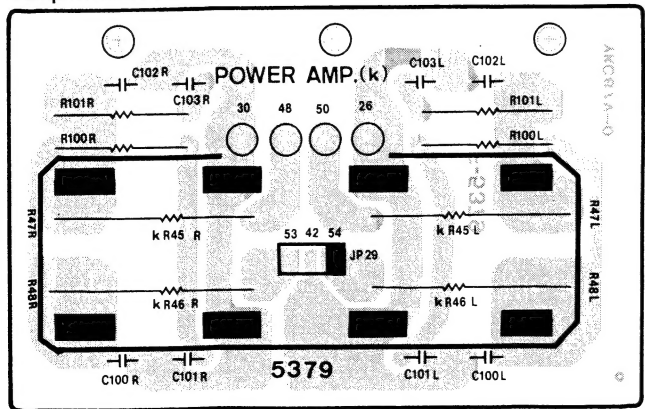 C102R
C103L
C102L
POWER AMP.(k)
C103R
R101R
R101L
30
48
50
26
R100R
R100L
R47R
R47L
k R45 R
k R45 L
53 42 54
JP29
R48R
R48L
k R46 R
k R46 L
C100R
C101R
5379
C101L
C100L